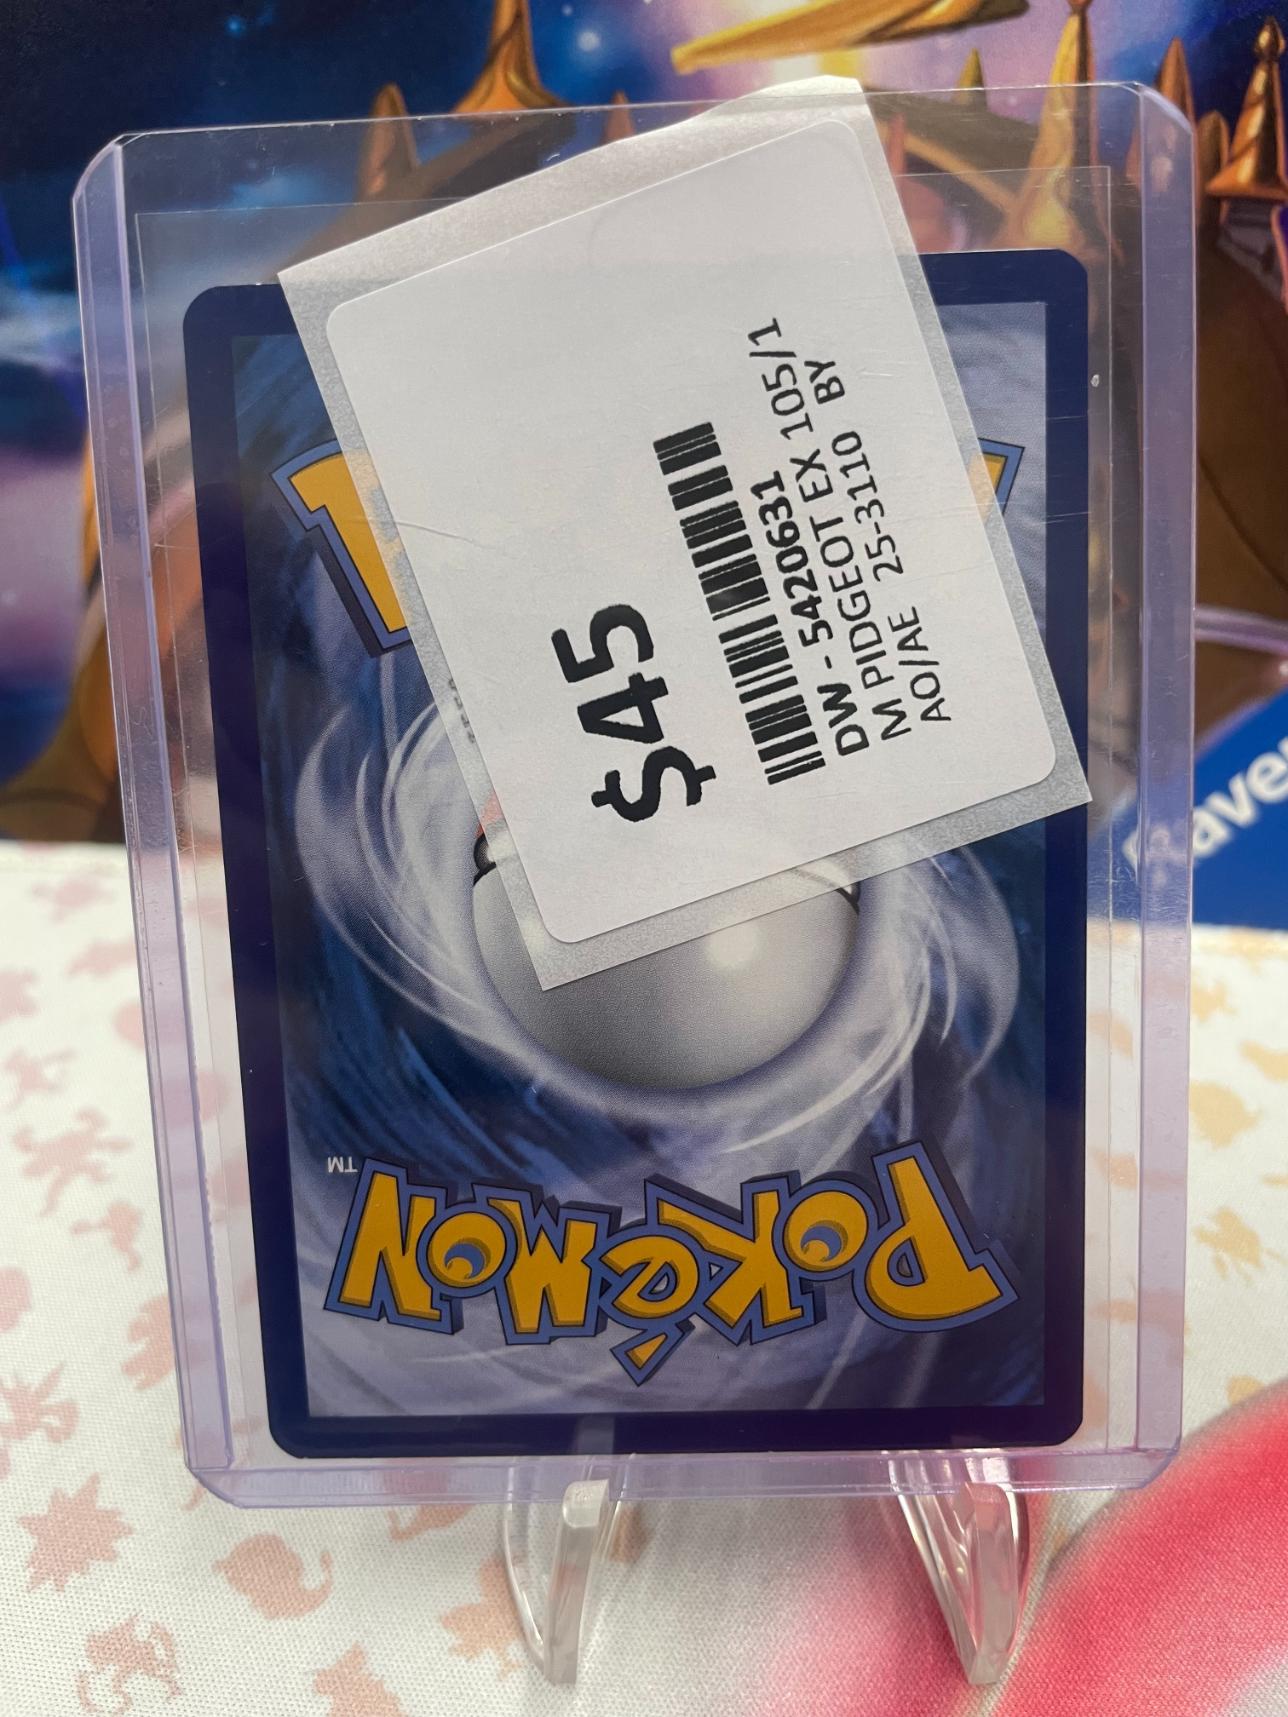 $45
DW - 5420631
M PIDGEOT EX 105/1
AO/AE 25-3110 BY
POKéMON
TM